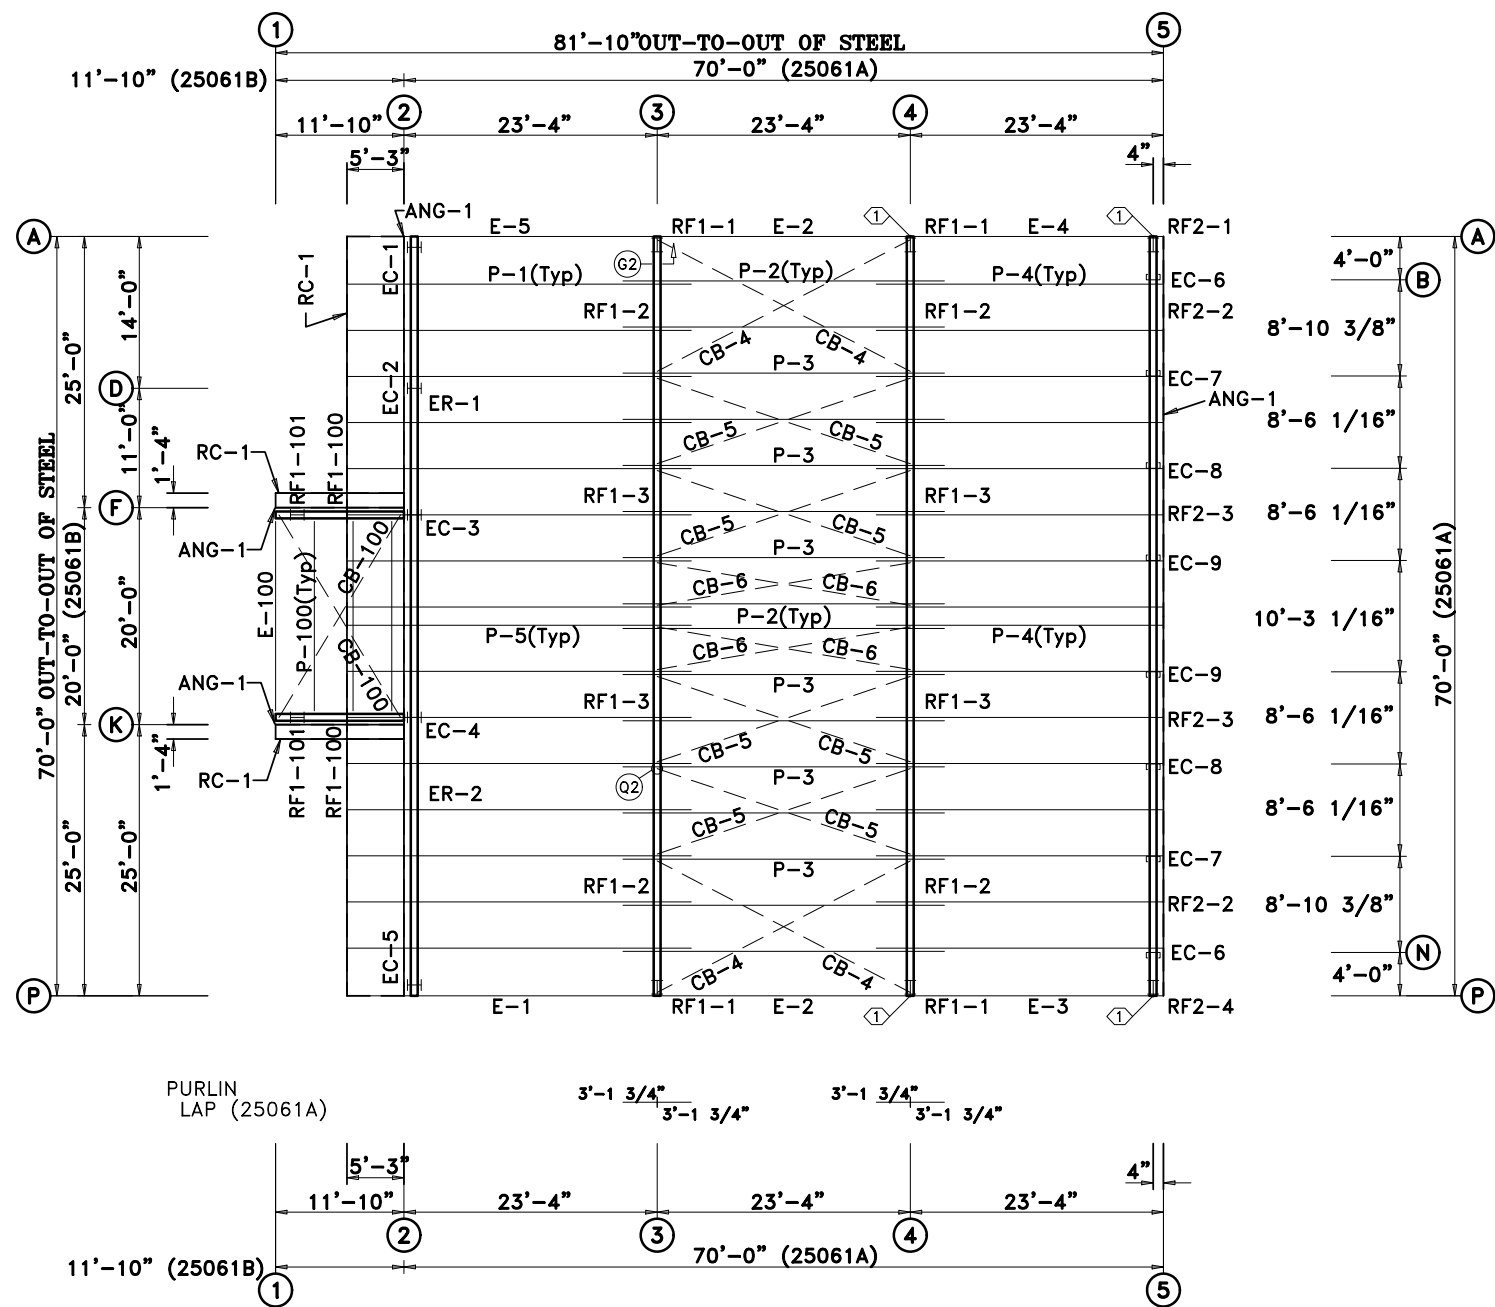 1
5
81'-10"OUT-TO-OUT OF STEEL
11'-10" (25061B)
70'-0" (25061A)
2
3
4
11'-10"
23'-4"
23'-4"
23'-4"
5'-3"
4"
ANG-1
A
E-5
RF1-1
E-2
1
RF1-1
E-4
1
RF2-1
A
EC-1
G2
4'-0"
RC-1
P-1(Typ)
P-2(Typ)
P-4(Typ)
EC-6
B
14'-0"
RF1-2
RF1-2
RF2-2
8'-10 3/8"
25'-0"
CB-4
CB-4
P-3
EC-2
EC-7
D
ER-1
ANG-1
8'-6 1/16"
11'-0"
CB-5
CB-5
RC-1
1'-4"
RF1-101
RF1-100
P-3
EC-8
70'-0" OUT-TO-OUT OF STEEL
RF1-3
RF1-3
F
EC-3
RF2-3
8'-6 1/16"
ANG-1
CB-5
CB-5
P-3
EC-9
CB-100
E-100
P-100(Typ)
CB-6
CB-6
20'-0" (25061B)
20'-0"
P-2(Typ)
10'-3 1/16"
70'-0" (25061A)
P-5(Typ)
P-4(Typ)
CB-100
CB-6
CB-6
ANG-1
P-3
EC-9
RF1-3
RF1-3
K
EC-4
RF2-3
8'-6 1/16"
1'-4"
CB-5
CB-5
RC-1
RF1-101
RF1-100
P-3
EC-8
Q2
ER-2
8'-6 1/16"
CB-5
CB-5
25'-0"
25'-0"
P-3
EC-7
RF1-2
RF1-2
RF2-2
8'-10 3/8"
EC-5
CB-4
CB-4
EC-6
N
4'-0"
P
E-1
RF1-1
E-2
1
RF1-1
E-3
1
RF2-4
P
PURLIN
LAP (25061A)
3'-1 3/4"
3'-1 3/4"
3'-1 3/4"
3'-1 3/4"
5'-3"
4"
11'-10"
23'-4"
23'-4"
23'-4"
2
3
4
11'-10" (25061B)
70'-0" (25061A)
1
5